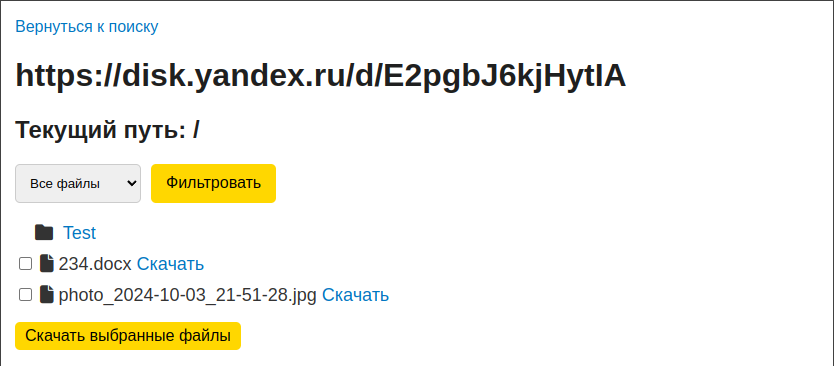 Вернуться к поиску
https://disk.yandex.ru/d/E2pgbJ6kjHytIA
Текущий путь: /
Все файлы Фильтровать
Test
234.docx Скачать
photo_2024-10-03_21-51-28.jpg Скачать
Скачать выбранные файлы